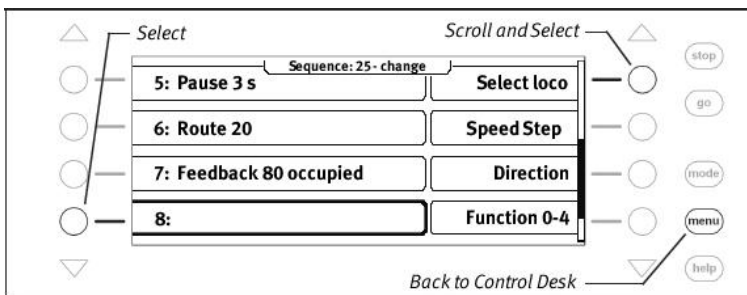 Select
Scroll and Select
Sequence: 25 - change
5: Pause 3 s
Select loco
6: Route 20
Speed Step
7: Feedback 80 occupied
Direction
8:
Function 0-4
stop
go
mode
menu
help
Back to Control Desk